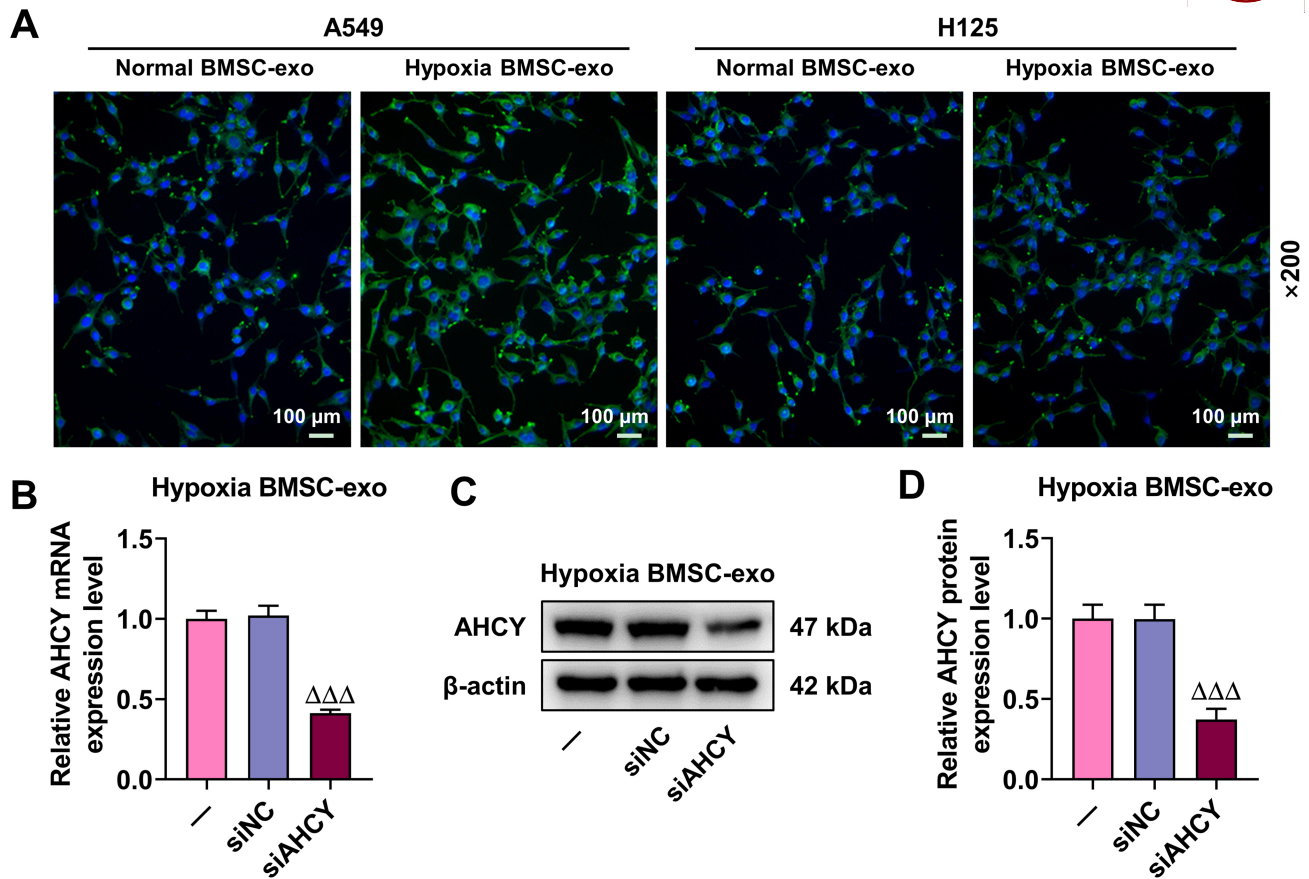 A
A549
H125
Normal BMSC-exo
Hypoxia BMSC-exo
Normal BMSC-exo
Hypoxia BMSC-exo
100 μm
100 μm
100 μm
100 μm
×200
B
Hypoxia BMSC-exo
Relative AHCY mRNA
expression level
1.5
1.0
0.5
0.0
ΔΔΔ
—
siNC
siAHCY
C
Hypoxia BMSC-exo
AHCY
47 kDa
β-actin
42 kDa
—
siNC
siAHCY
D
Hypoxia BMSC-exo
Relative AHCY protein
expression level
1.5
1.0
0.5
0.0
ΔΔΔ
—
siNC
siAHCY